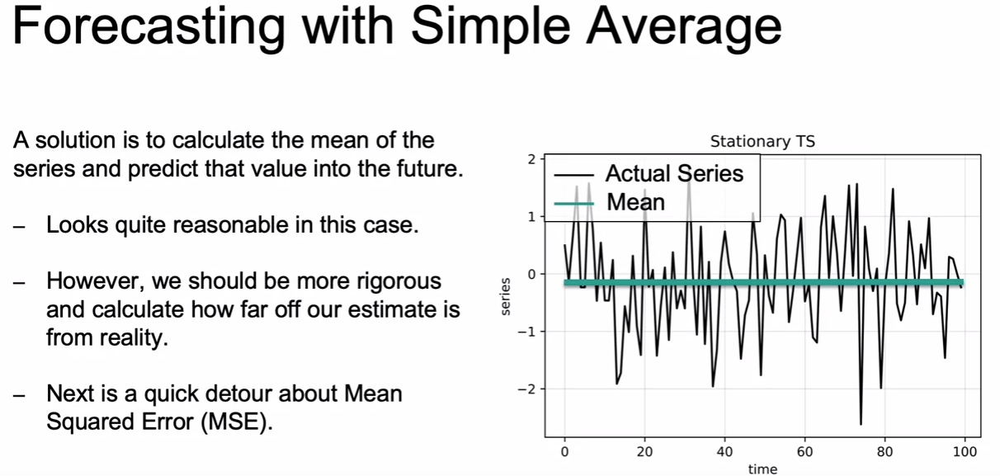 Forecasting with Simple Average
A solution is to calculate the mean of the
series and predict that value into the future.
– Looks quite reasonable in this case.
– However, we should be more rigorous
and calculate how far off our estimate is
from reality.
– Next is a quick detour about Mean
Squared Error (MSE).
Stationary TS
Actual Series
Mean
2
1
0
−1
−2
series
0 20 40 60 80 100
time